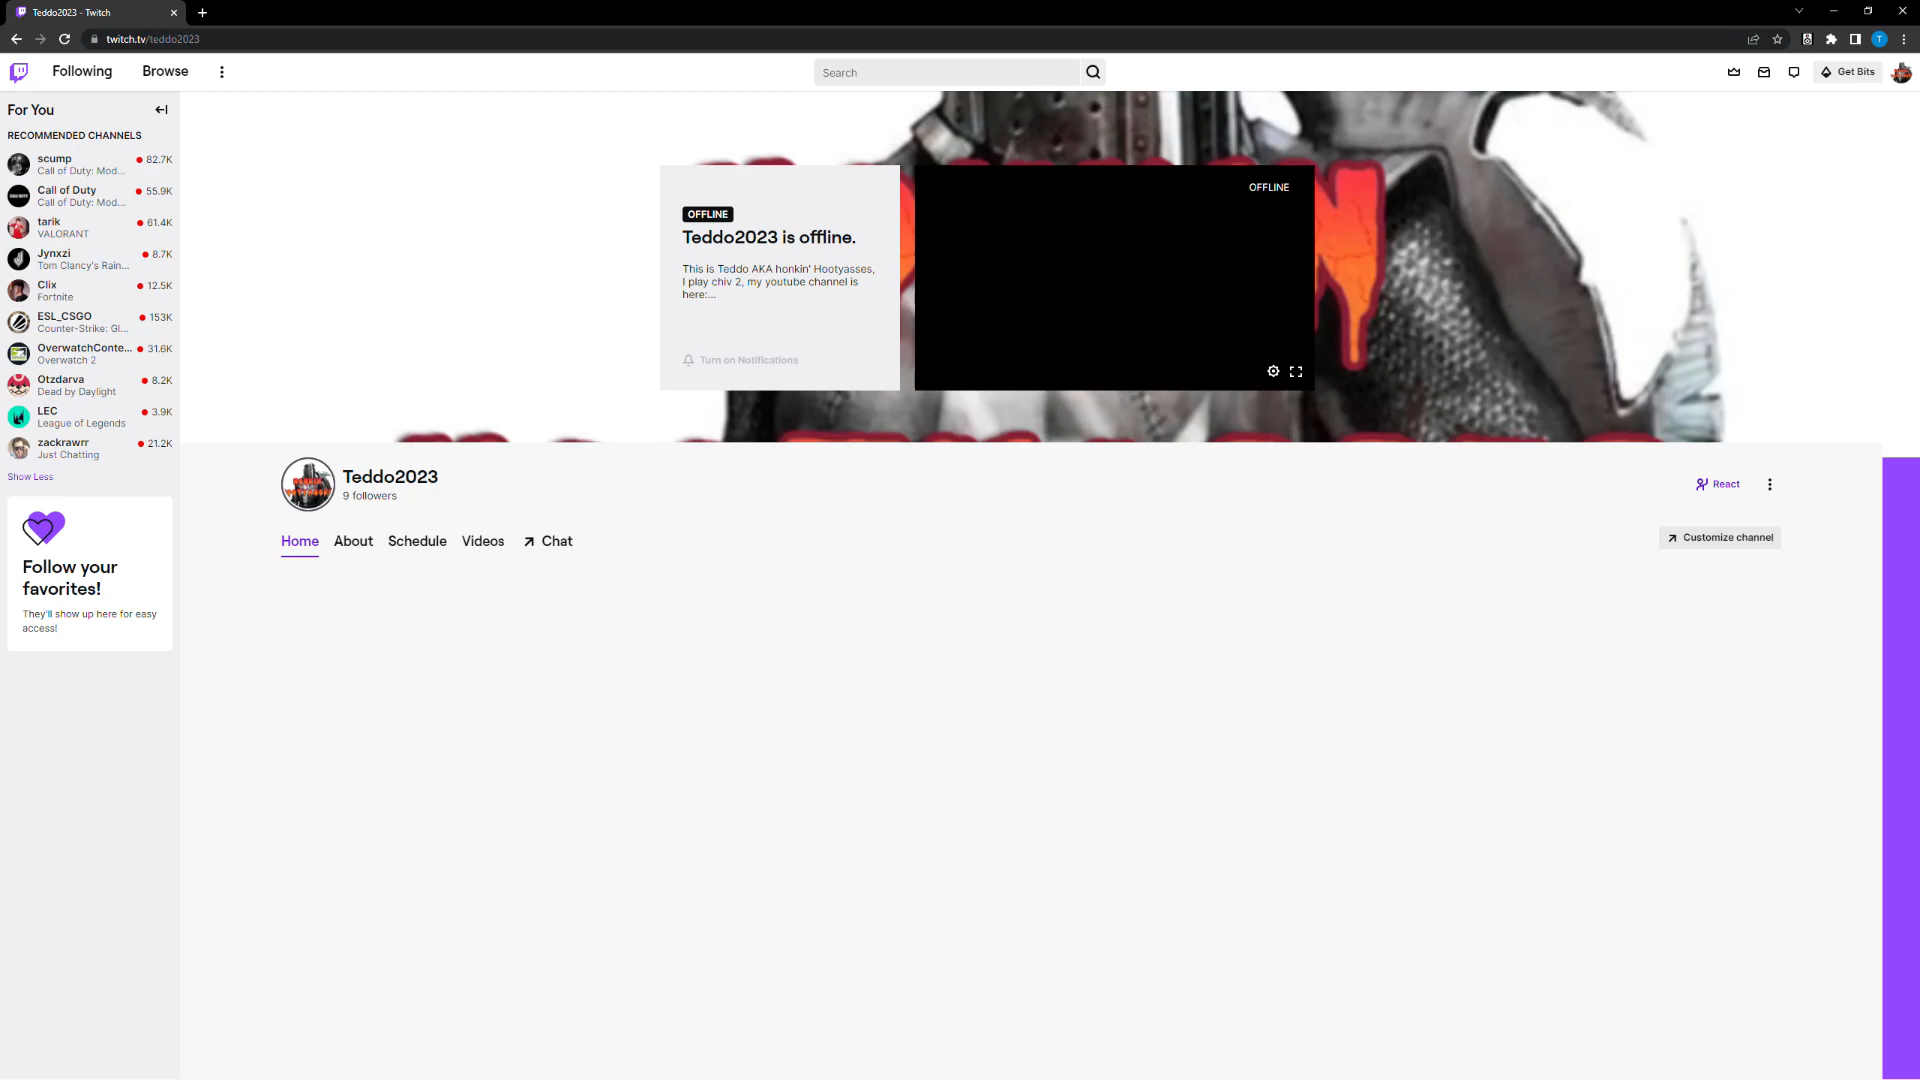 Teddo2023 - Twitch
twitch.tv/teddo2023
T
Following
Browse
Search
Get Bits
For You
RECOMMENDED CHANNELS
scump
82.7K
Call of Duty: Mod...
Call of Duty
55.9K
Call of Duty: Mod...
tarik
61.4K
VALORANT
Jynxzi
8.7K
Tom Clancy's Rain...
Clix
12.5K
Fortnite
ESL_CSGO
153K
Counter-Strike: Gl...
OverwatchConte...
31.6K
Overwatch 2
Otzdarva
8.2K
Dead by Daylight
LEC
3.9K
League of Legends
zackrawrr
21.2K
Just Chatting
Show Less
Follow your
favorites!
They'll show up here for easy
access!
OFFLINE
Teddo2023 is offline.
This is Teddo AKA honkin' Hootyasses,
I play chiv 2, my youtube channel is
here:...
Turn on Notifications
OFFLINE
Teddo2023
9 followers
React
Home
About
Schedule
Videos
Chat
Customize channel